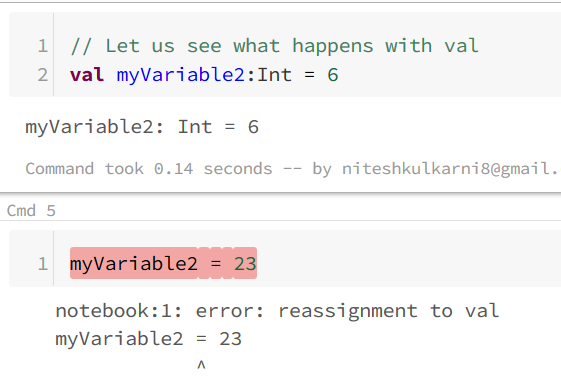 1 // Let us see what happens with val
2 val myVariable2:Int = 6
myVariable2: Int = 6
Command took 0.14 seconds -- by niteshkulkarni8@gmail.
Cmd 5
1 myVariable2 = 23
notebook:1: error: reassignment to val
myVariable2 = 23
^